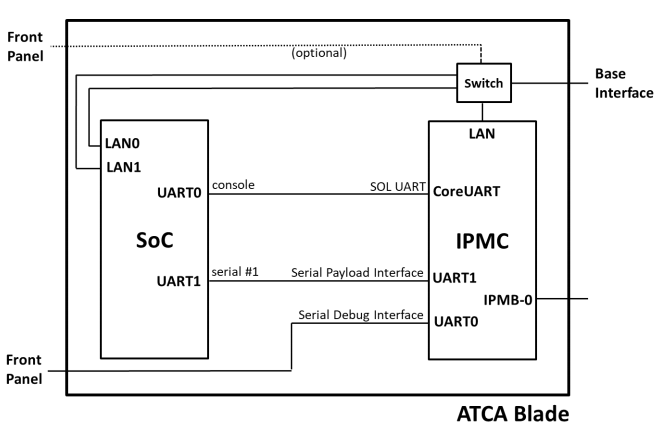 Front
Panel
(optional)
Switch
Base
Interface
LAN
LAN0
LAN1
UART0
console
SOL UART
CoreUART
SoC
IPMC
UART1
serial #1
Serial Payload Interface
UART1
IPMB-0
Serial Debug Interface
UART0
Front
Panel
ATCA Blade